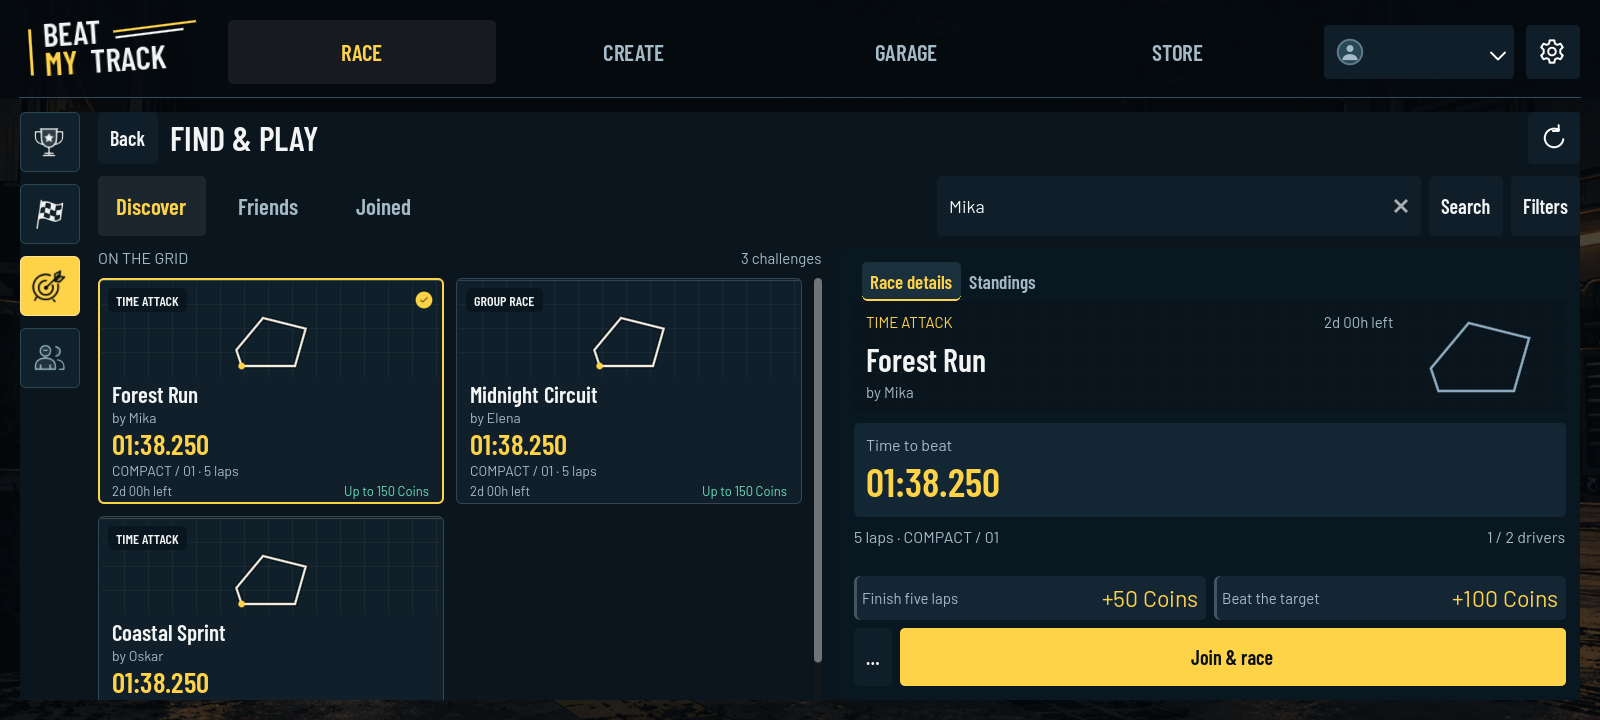 BEAT
MY TRACK
RACE
CREATE
GARAGE
STORE
Back
FIND & PLAY
Discover
Friends
Joined
Mika
Search
Filters
ON THE GRID
3 challenges
TIME ATTACK
Forest Run
by Mika
01:38.250
COMPACT / 01 · 5 laps
2d 00h left
Up to 150 Coins
GROUP RACE
Midnight Circuit
by Elena
01:38.250
COMPACT / 01 · 5 laps
2d 00h left
Up to 150 Coins
TIME ATTACK
Coastal Sprint
by Oskar
01:38.250
Race details
Standings
TIME ATTACK
2d 00h left
Forest Run
by Mika
Time to beat
01:38.250
5 laps · COMPACT / 01
1 / 2 drivers
Finish five laps
+50 Coins
Beat the target
+100 Coins
...
Join & race